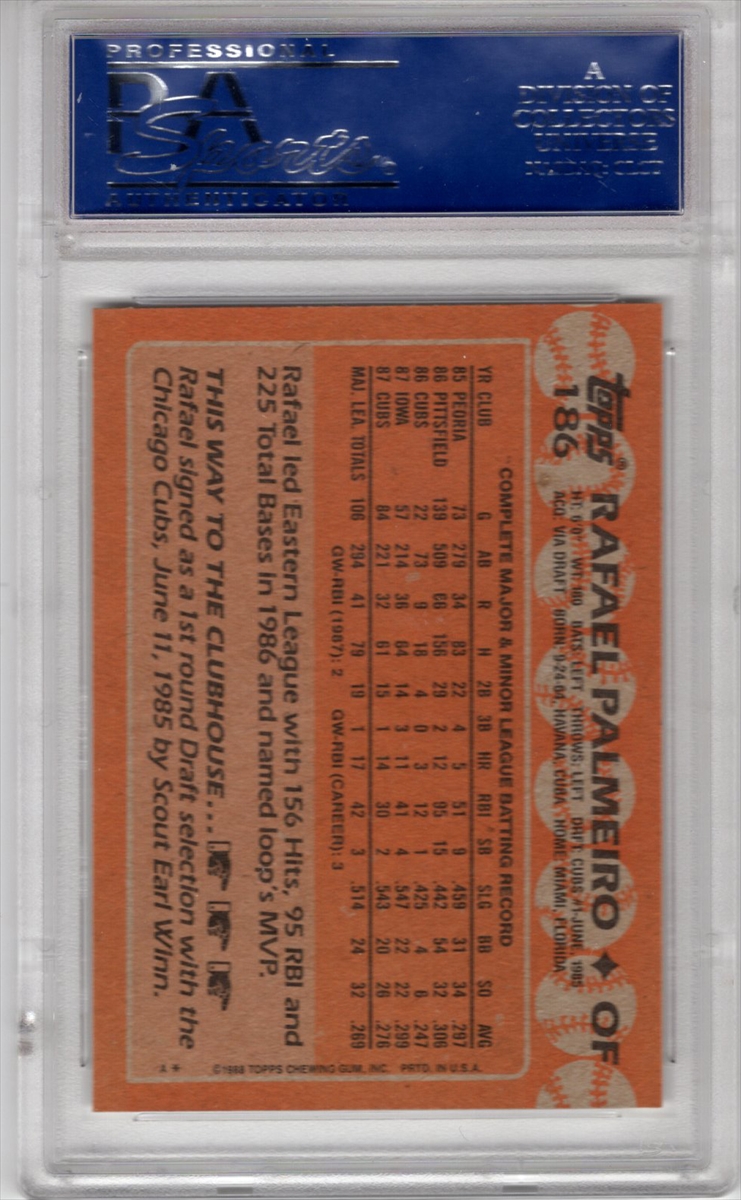 PROFESSIONAL
PSA
Sports
AUTHENTICATOR
A
DIVISION OF
COLLECTORS
UNIVERSE
NASDAQ: CLCT
topps®
186
RAFAEL PALMEIRO ✦ OF
HT: 6'0" WT: 180 BATS: LEFT THROWS: LEFT DRAFT: CUBS #1-JUNE, 1985
ACQ: VIA DRAFT BORN: 9-24-64, HAVANA, CUBA HOME: MIAMI, FLORIDA
COMPLETE MAJOR & MINOR LEAGUE BATTING RECORD
YR CLUB G AB R H 2B 3B HR RBI SB SLG BB SO AVG
85 PEORIA 73 279 34 83 22 4 5 51 9 .459 31 34 .297
86 PITTSFIELD 139 509 66 156 29 2 12 95 15 .442 54 32 .306
86 CUBS 22 73 9 18 4 0 3 12 1 .425 4 6 .247
87 IOWA 57 214 36 64 14 3 11 41 4 .547 22 22 .299
87 CUBS 84 221 32 61 15 1 14 30 2 .543 20 26 .276
MAJ. LEA. TOTALS 106 294 41 79 19 1 17 42 3 .514 24 32 .269
GW-RBI (1987): 2 GW-RBI (CAREER): 3
Rafael led Eastern League with 156 Hits, 95 RBI and
225 Total Bases in 1986 and named loop's MVP.
THIS WAY TO THE CLUBHOUSE...
Rafael signed as a 1st round Draft selection with the
Chicago Cubs, June 11, 1985 by Scout Earl Winn.
A* ©1988 TOPPS CHEWING GUM, INC. PRTD. IN U.S.A.